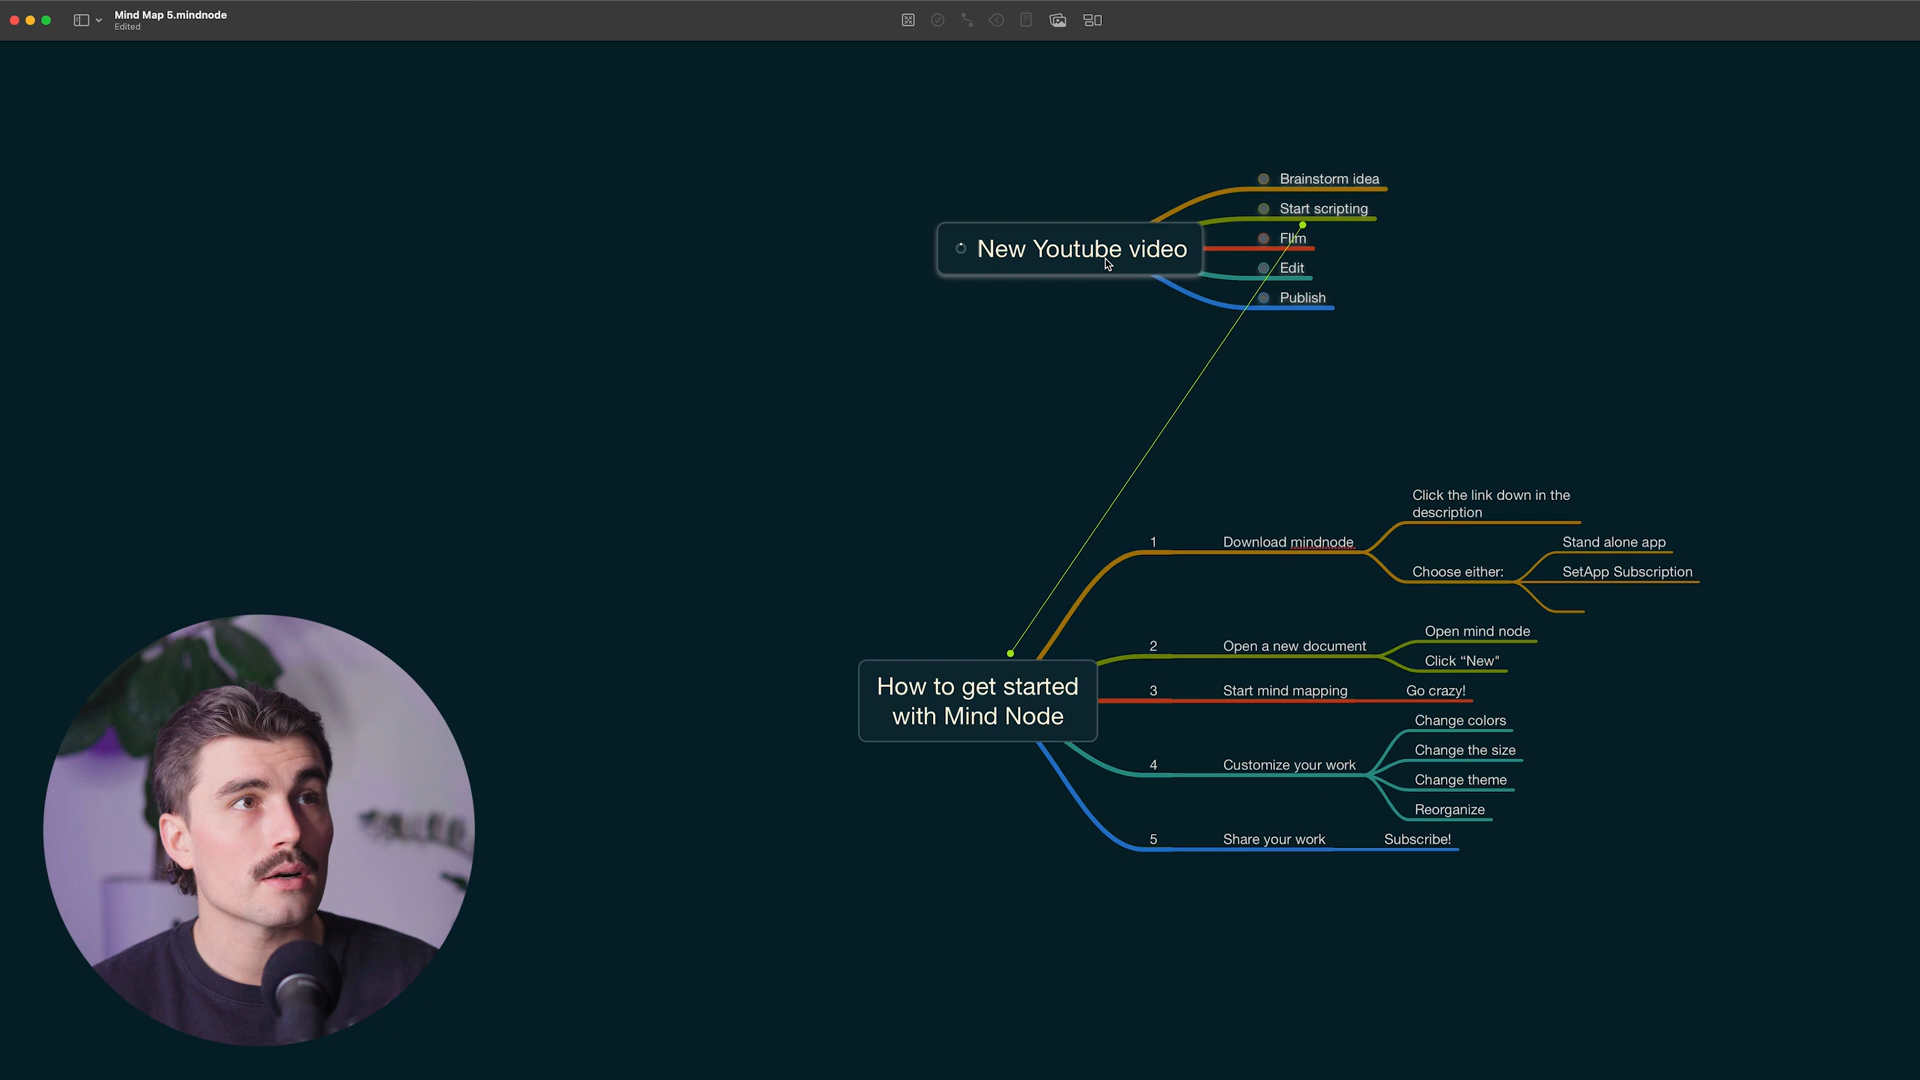 Mind Map 5.mindnode
Edited
Brainstorm idea
Start scripting
New Youtube video
FIlm
Edit
Publish
Click the link down in the
description
1
Download mindnode
Stand alone app
Choose either:
SetApp Subscription
2
Open a new document
Open mind node
Click “New”
How to get started
with Mind Node
3
Start mind mapping
Go crazy!
Change colors
Change the size
4
Customize your work
Change theme
Reorganize
5
Share your work
Subscribe!